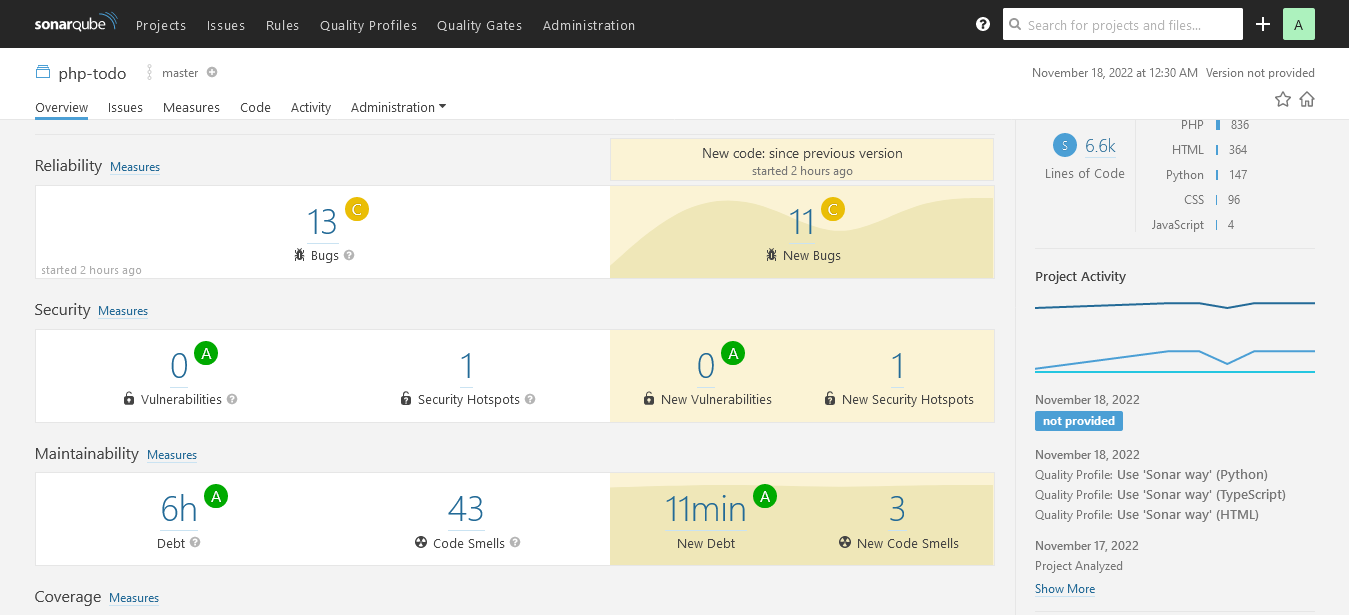 sonarqube Projects Issues Rules Quality Profiles Quality Gates Administration Search for projects and files... A
php-todo master November 18, 2022 at 12:30 AM Version not provided
Overview Issues Measures Code Activity Administration
New code: since previous version
started 2 hours ago
Reliability Measures
13 C 11 C
Bugs New Bugs
started 2 hours ago
Security Measures
0 A 1 0 A 1
Vulnerabilities Security Hotspots New Vulnerabilities New Security Hotspots
Maintainability Measures
6h A 43 11min A 3
Debt Code Smells New Debt New Code Smells
Coverage Measures
S 6.6k
Lines of Code
PHP 836
HTML 364
Python 147
CSS 96
JavaScript 4
Project Activity
November 18, 2022
not provided
November 18, 2022
Quality Profile: Use 'Sonar way' (Python)
Quality Profile: Use 'Sonar way' (TypeScript)
Quality Profile: Use 'Sonar way' (HTML)
November 17, 2022
Project Analyzed
Show More